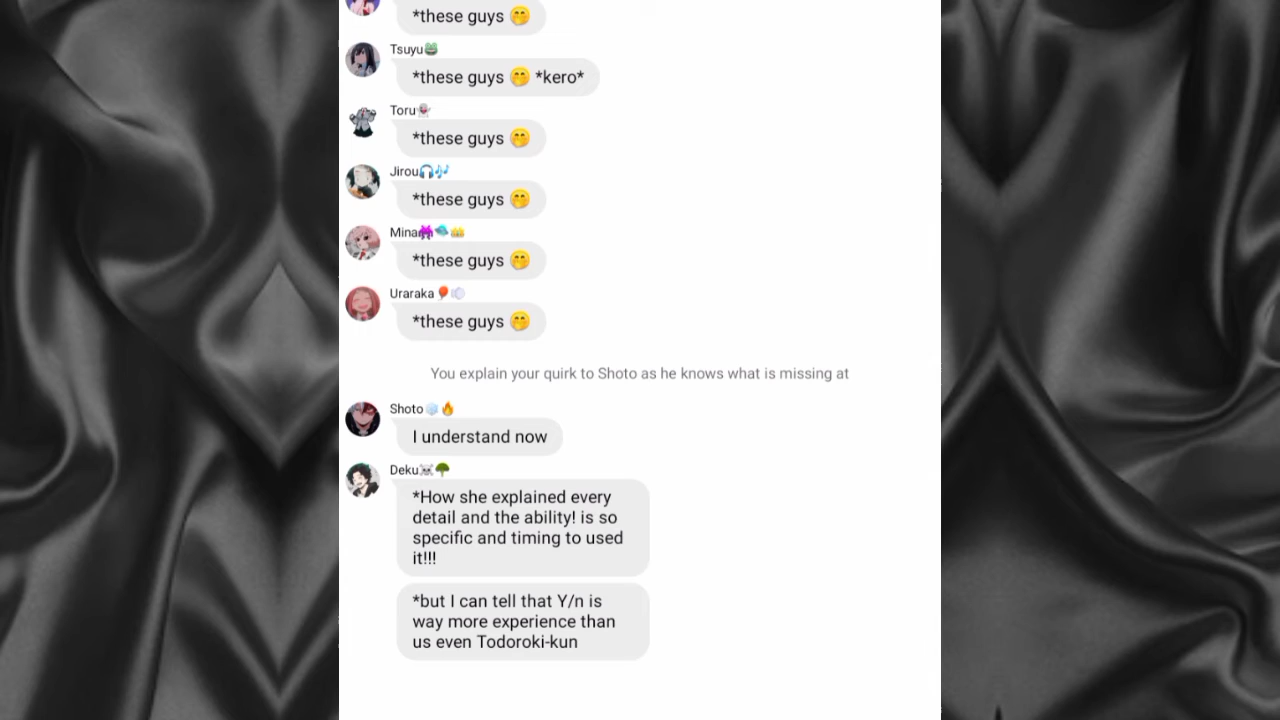 *these guys 🤭
Tsuyu🐸
*these guys 🤭 *kero*
Toru👻
*these guys 🤭
Jirou🎧🎶
*these guys 🤭
Mina👾👽👑
*these guys 🤭
Uraraka🎈💨
*these guys 🤭
You explain your quirk to Shoto as he knows what is missing at
Shoto❄️🔥
I understand now
Deku☠️🌳
*How she explained every
detail and the ability! is so
specific and timing to used
it!!!
*but I can tell that Y/n is
way more experience than
us even Todoroki-kun